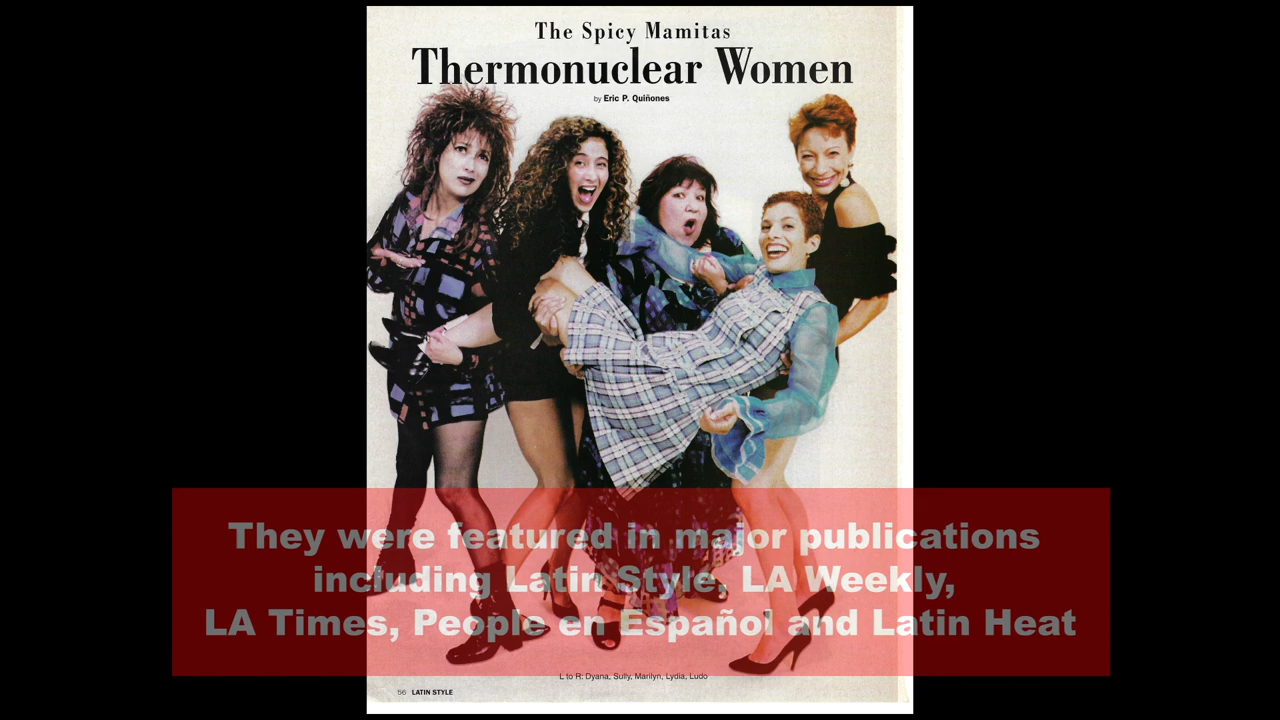 The Spicy Mamitas
Thermonuclear Women
by Eric P. Quiñones
They were featured in major publications
including Latin Style, LA Weekly,
LA Times, People en Español and Latin Heat
L to R: Dyana, Sully, Marilyn, Lydia, Ludo
56 LATIN STYLE